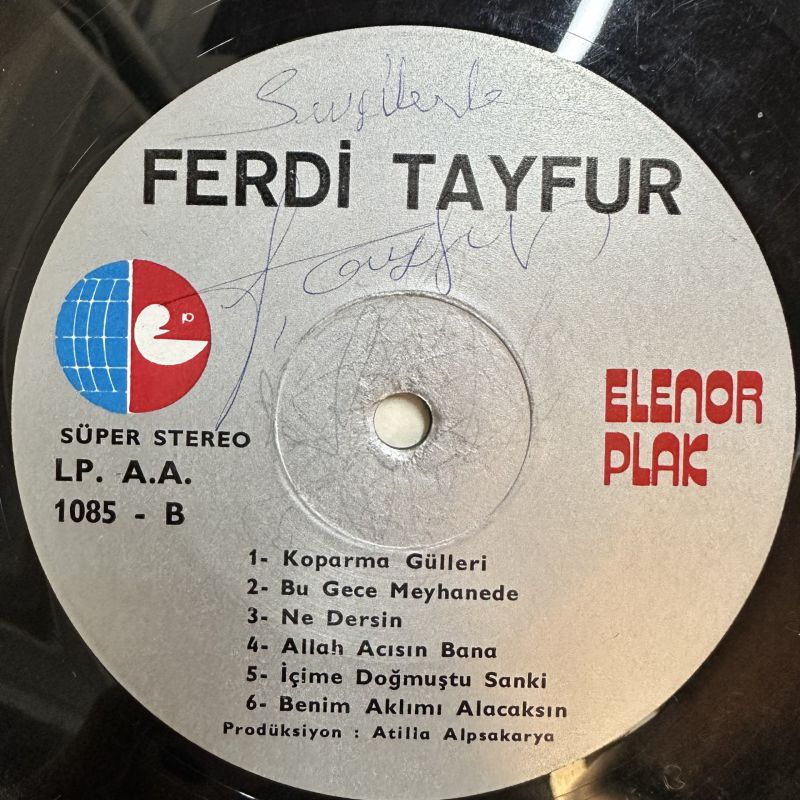 Sevgilerle
FERDİ TAYFUR
F. Tayfur
SÜPER STEREO
LP. A.A.
1085 - B
ELENOR
PLAK
1- Koparma Gülleri
2- Bu Gece Meyhanede
3- Ne Dersin
4- Allah Acısın Bana
5- İçime Doğmuştu Sanki
6- Benim Aklımı Alacaksın
Prodüksiyon : Atilla Alpsakarya